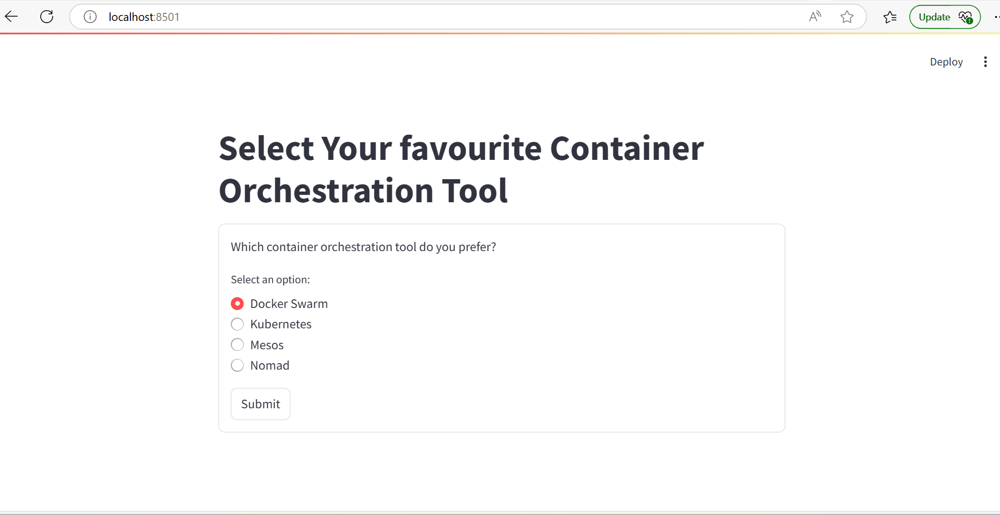 localhost:8501
Update
Deploy
Select Your favourite Container
Orchestration Tool
Which container orchestration tool do you prefer?
Select an option:
Docker Swarm
Kubernetes
Mesos
Nomad
Submit